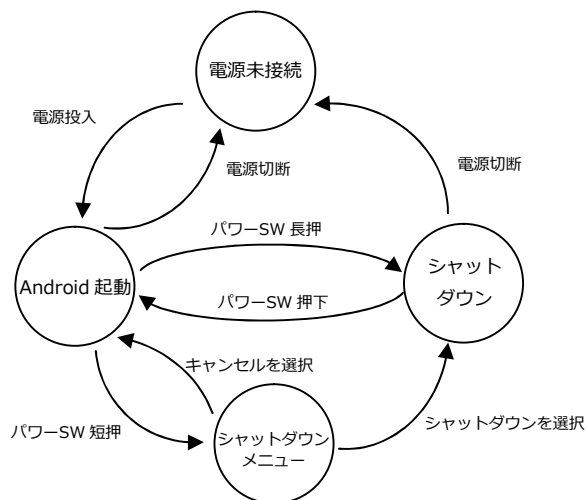 電源未接続
電源投入
電源切断
電源切断
パワーSW 長押
シャット
ダウン
Android 起動
パワーSW 押下
キャンセルを選択
パワーSW 短押
シャットダウン
メニュー
シャットダウンを選択